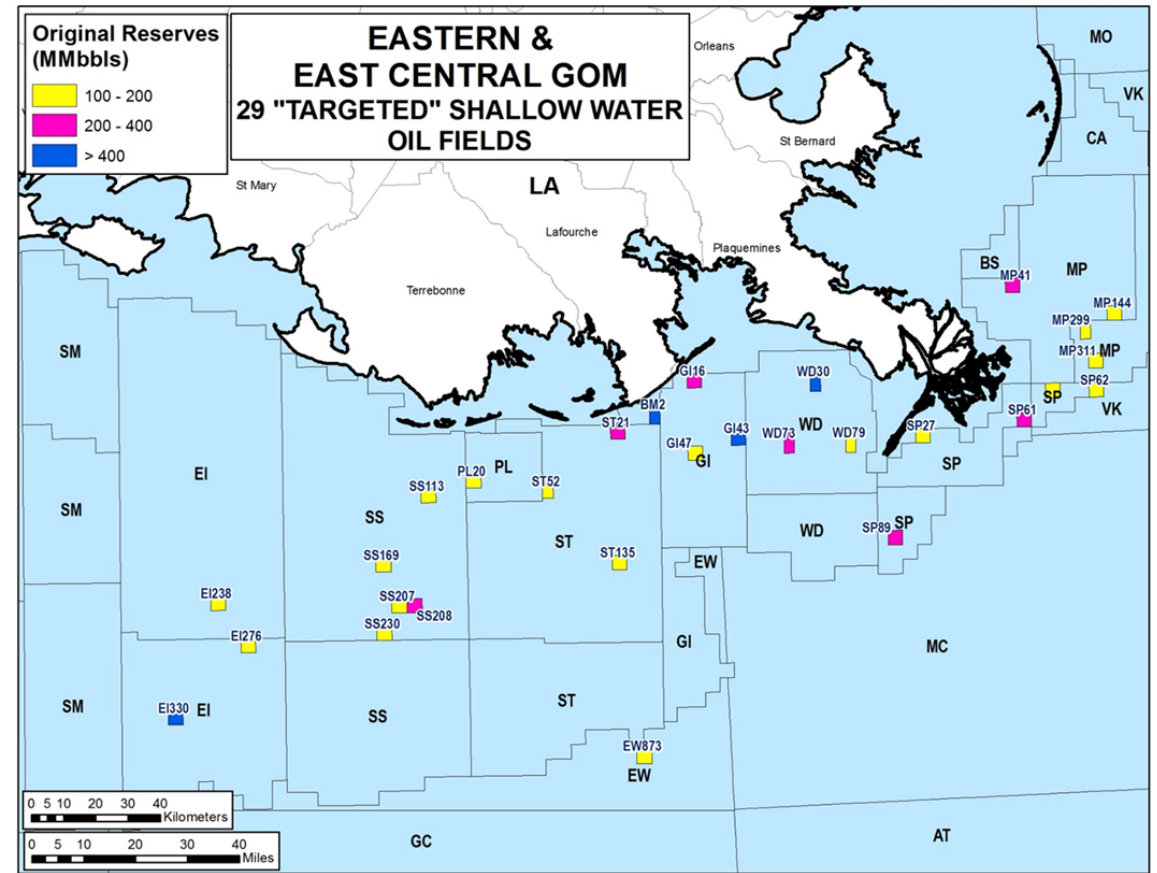 Original Reserves
(MMbbls)
100 - 200
200 - 400
> 400
EASTERN &
EAST CENTRAL GOM
29 "TARGETED" SHALLOW WATER
OIL FIELDS
Orleans
MO
VK
CA
St Bernard
St Mary
LA
Lafourche
Plaquemines
Terrebonne
BS
MP
MP41
MP144
MP299
MP311
MP
SM
GI16
WD30
SP62
SP
VK
BM2
SP61
ST21
GI43
WD73
WD
WD79
SP27
GI47
GI
EI
PL20
PL
SP
SS113
ST52
SM
SS
WD
SP89
SP
ST
ST135
EW
SS169
EI238
SS207
SS208
SS230
EI276
GI
MC
SM
EI330
EI
SS
ST
EW873
EW
0 5 10 20 30 40
Kilometers
0 5 10 20 30 40
Miles
GC
AT